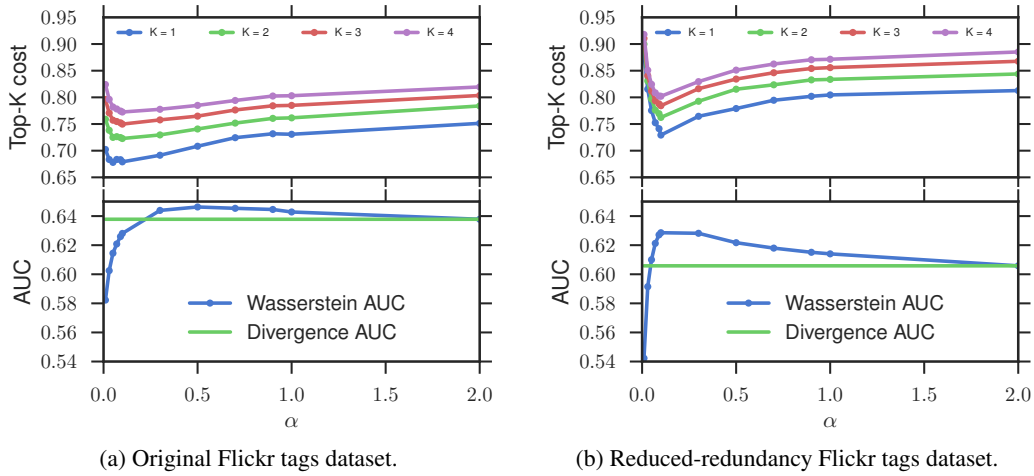 0.95
0.90
0.85
0.80
0.75
0.70
0.65
Top-K cost
K = 1 K = 2 K = 3 K = 4
0.64
0.62
0.60
0.58
0.56
0.54
AUC
Wasserstein AUC
Divergence AUC
0.0 0.5 1.0 1.5 2.0
α
(a) Original Flickr tags dataset.
0.95
0.90
0.85
0.80
0.75
0.70
0.65
Top-K cost
K = 1 K = 2 K = 3 K = 4
0.64
0.62
0.60
0.58
0.56
0.54
AUC
Wasserstein AUC
Divergence AUC
0.0 0.5 1.0 1.5 2.0
α
(b) Reduced-redundancy Flickr tags dataset.